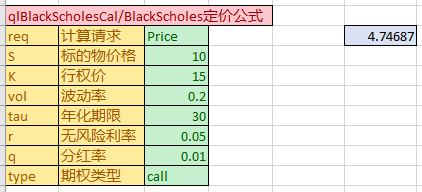 qlBlackScholesCal/BlackScholes定价公式
req 计算请求 Price 4.74687
S 标的物价格 10
K 行权价 15
vol 波动率 0.2
tau 年化期限 30
r 无风险利率 0.05
q 分红率 0.01
type 期权类型 call